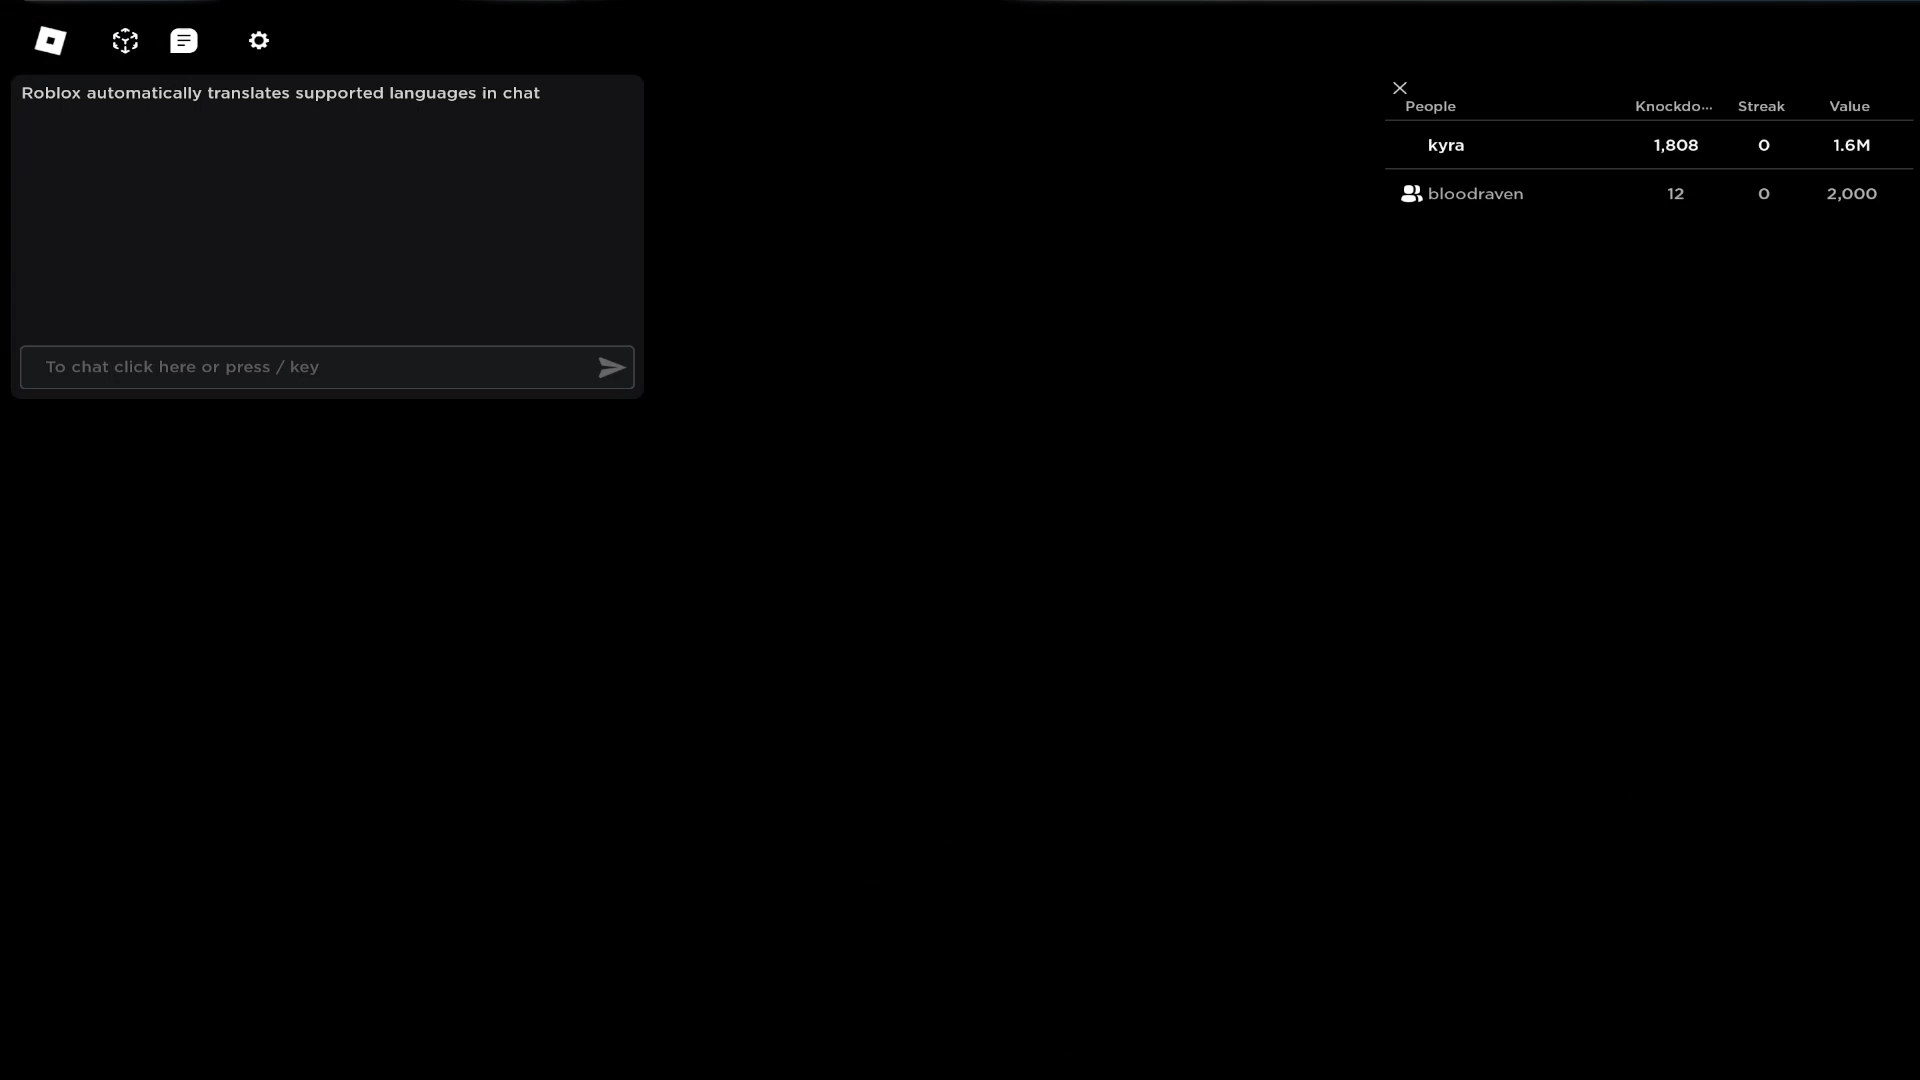 Roblox automatically translates supported languages in chat
To chat click here or press / key
People Knockdo... Streak Value
kyra 1,808 0 1.6M
bloodraven 12 0 2,000